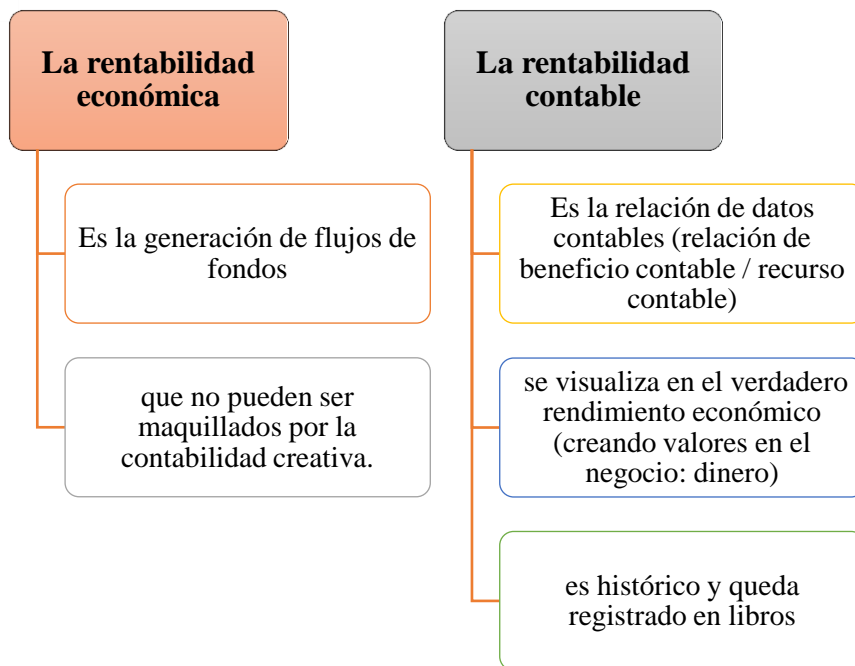 La rentabilidad
económica
Es la generación de flujos de
fondos
que no pueden ser
maquillados por la
contabilidad creativa.
La rentabilidad
contable
Es la relación de datos
contables (relación de
beneficio contable / recurso
contable)
se visualiza en el verdadero
rendimiento económico
(creando valores en el
negocio: dinero)
es histórico y queda
registrado en libros